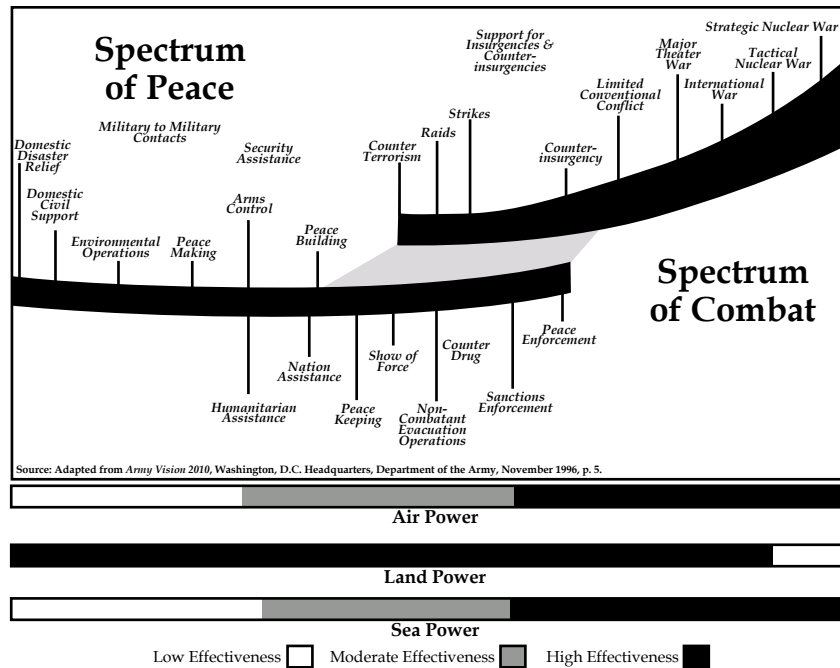 Spectrum
of Peace
Support for
Insurgencies &
Counter-
insurgencies
Strategic Nuclear War
Major
Theater
War
Tactical
Nuclear War
International
War
Limited
Conventional
Conflict
Military to Military
Contacts
Strikes
Raids
Domestic
Disaster
Relief
Security
Assistance
Counter
Terrorism
Counter-
insurgency
Domestic
Civil
Support
Arms
Control
Environmental
Operations
Peace
Making
Peace
Building
Spectrum
of Combat
Nation
Assistance
Show of
Force
Counter
Drug
Peace
Enforcement
Humanitarian
Assistance
Peace
Keeping
Non-
Combatant
Evacuation
Operations
Sanctions
Enforcement
Source: Adapted from Army Vision 2010, Washington, D.C. Headquarters, Department of the Army, November 1996, p. 5.
Air Power
Land Power
Sea Power
Low Effectiveness Moderate Effectiveness High Effectiveness